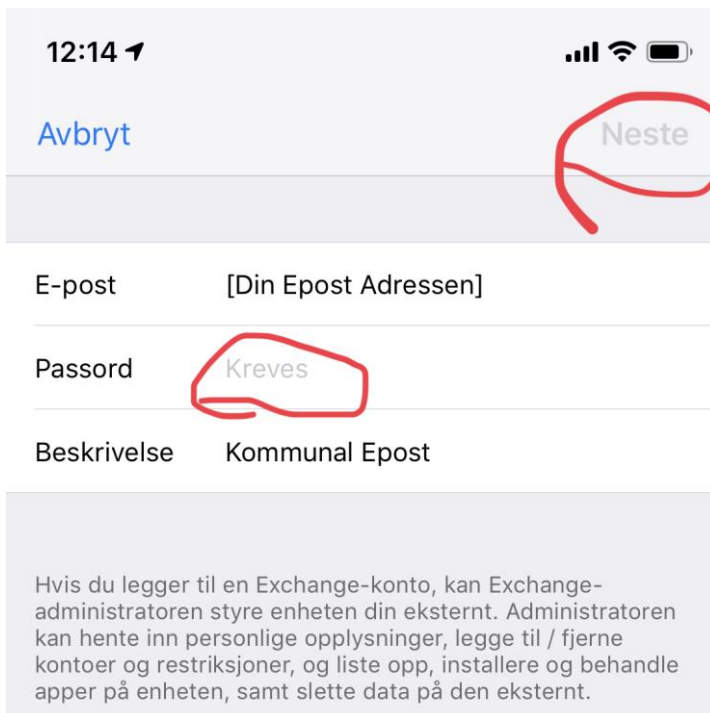 12:14
Avbryt Neste
E-post [Din Epost Adressen]
Passord Kreves
Beskrivelse Kommunal Epost
Hvis du legger til en Exchange-konto, kan Exchange-
administratoren styre enheten din eksternt. Administratoren
kan hente inn personlige opplysninger, legge til / fjerne
kontoer og restriksjoner, og liste opp, installere og behandle
apper på enheten, samt slette data på den eksternt.